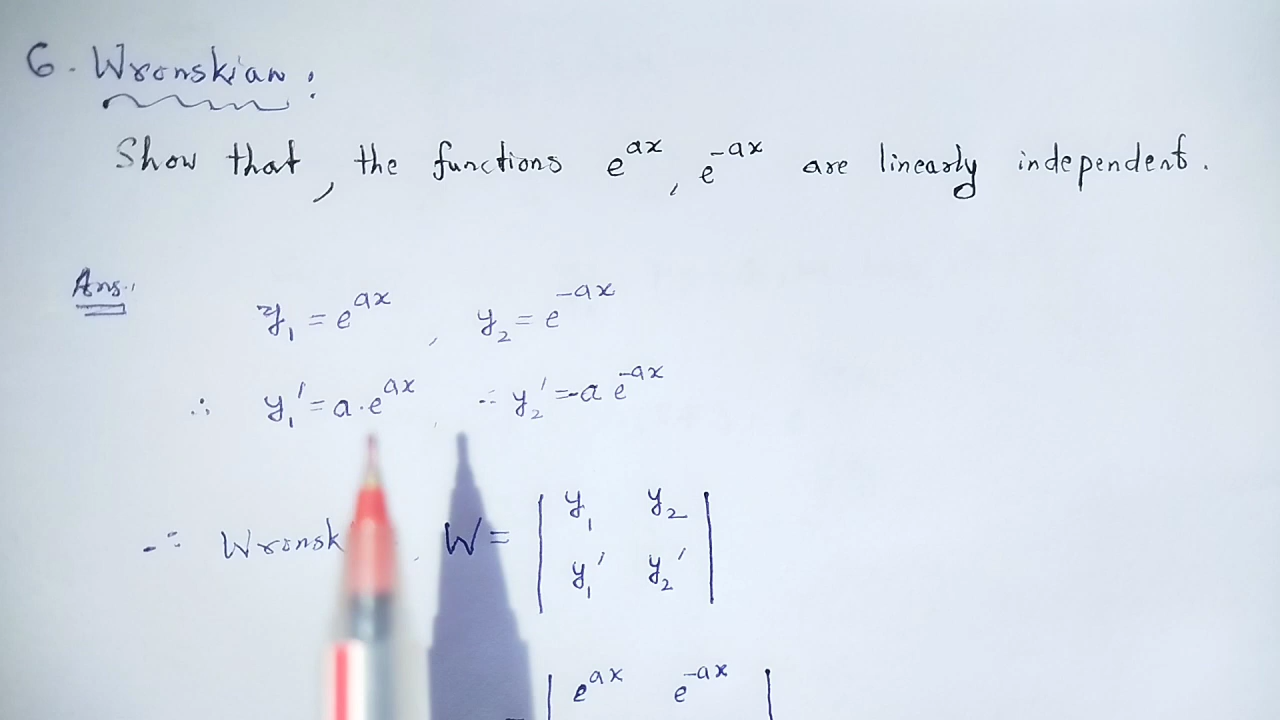 6. Wronskian:
Show that, the functions e^{ax}, e^{-ax} are linearly independent.
Ans.
y₁ = e^{ax}, y₂ = e^{-ax}
∴ y₁' = a·e^{ax} ∴ y₂' = -a e^{-ax}
∴ W = | y₁ y₂ |
| y₁' y₂' |
= | e^{ax} e^{-ax} |